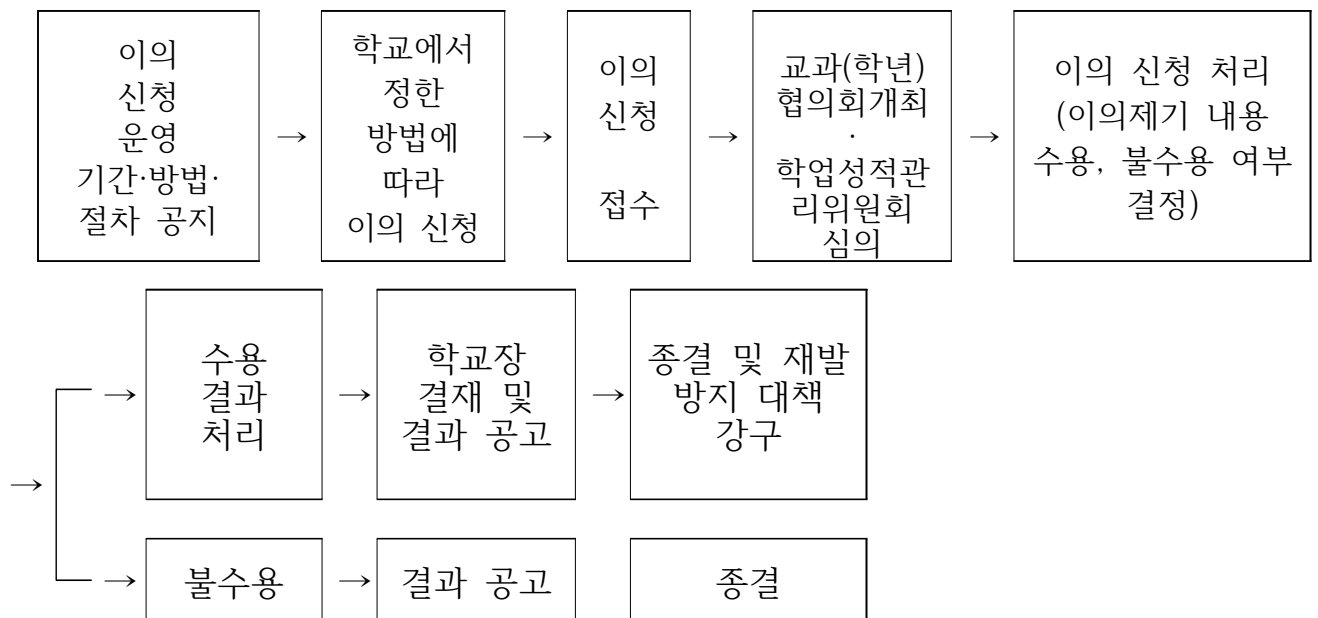 이의
신청
운영
기간·방법·
절차 공지
→
학교에서
정한
방법에
따라
이의 신청
→
이의
신청
접수
→
교과(학년)
협의회개최
·
학업성적관
리위원회
심의
→
이의 신청 처리
(이의제기 내용
수용, 불수용 여부
결정)
→
→
수용
결과
처리
→
학교장
결재 및
결과 공고
→
종결 및 재발
방지 대책
강구
→
불수용
→
결과 공고
종결